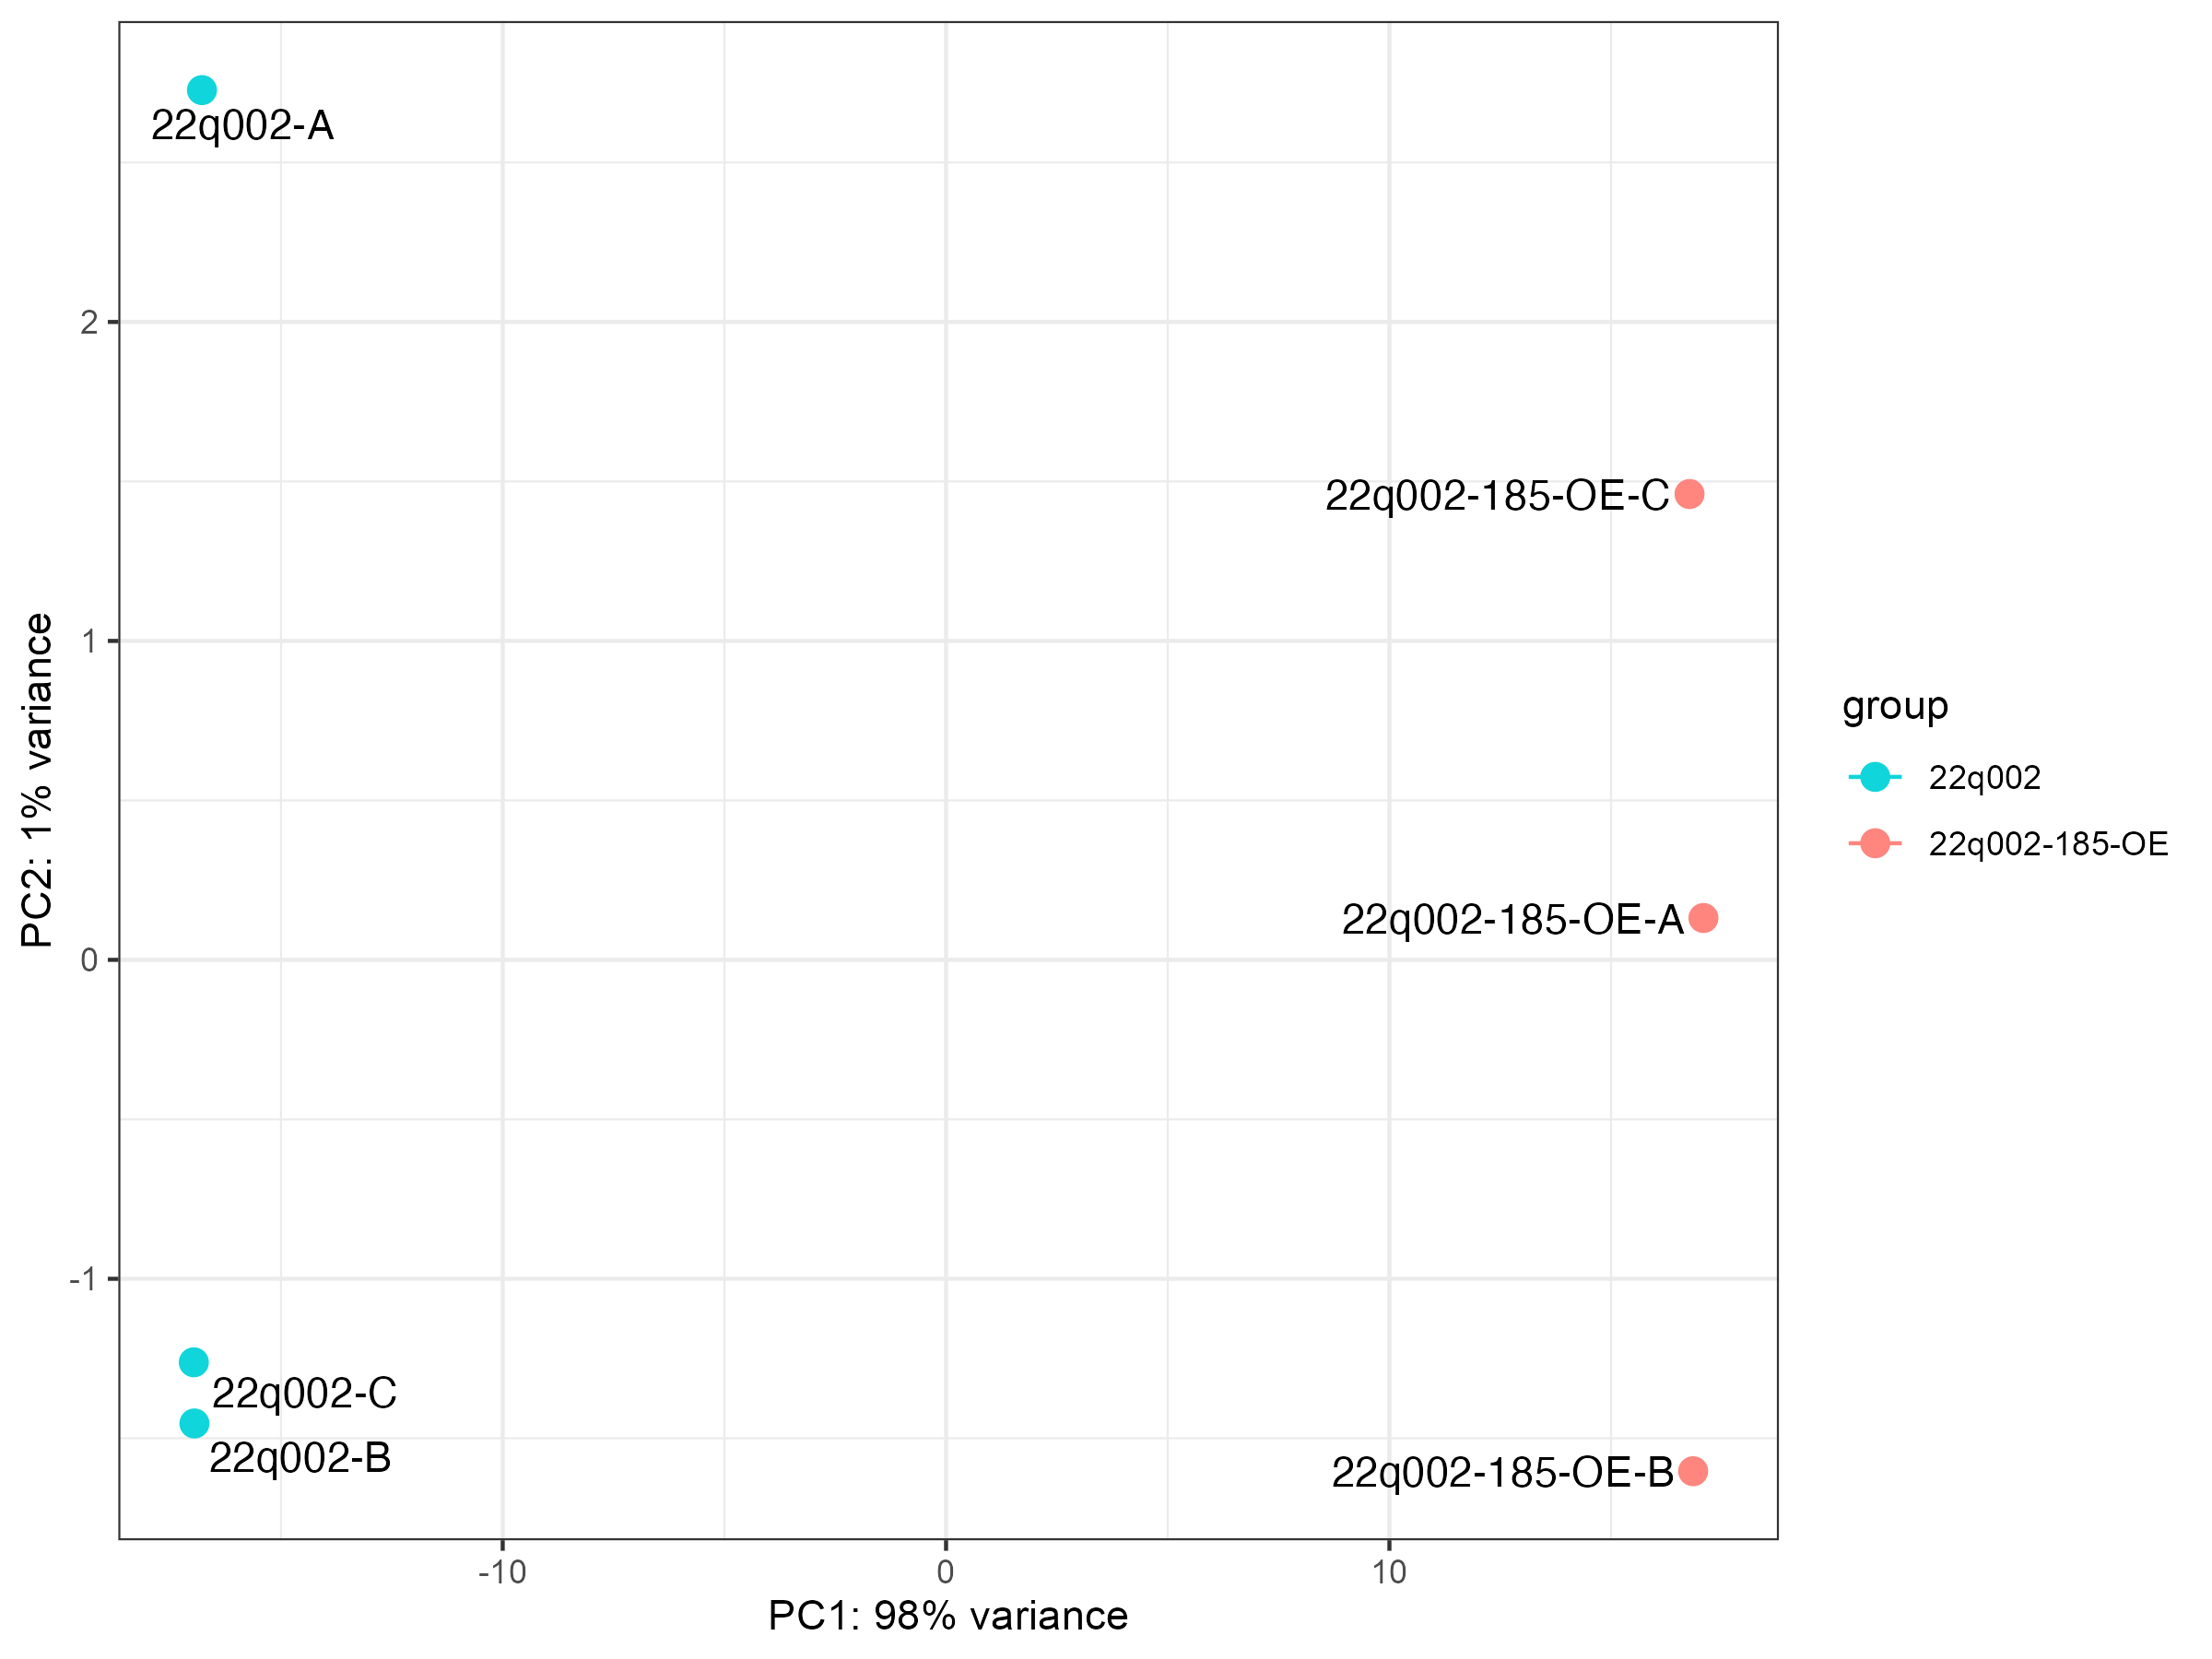 22q002-A
2
22q002-185-OE-C
1
PC2: 1% variance
group
22q002
22q002-185-OE
22q002-185-OE-A
0
-1
22q002-C
22q002-B
22q002-185-OE-B
-10
0
10
PC1: 98% variance